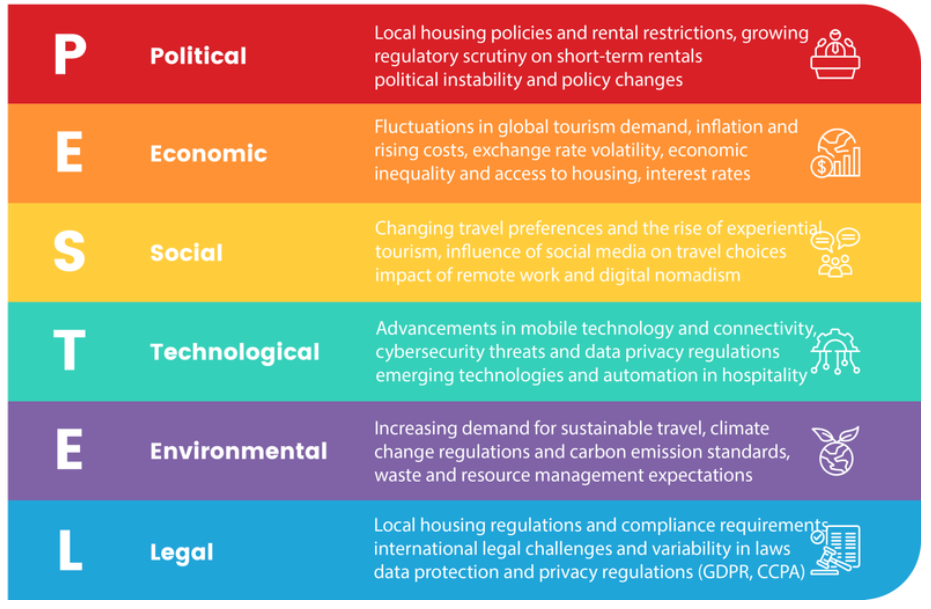 P
Political
Local housing policies and rental restrictions, growing
regulatory scrutiny on short-term rentals
political instability and policy changes
E
Economic
Fluctuations in global tourism demand, inflation and
rising costs, exchange rate volatility, economic
inequality and access to housing, interest rates
S
Social
Changing travel preferences and the rise of experiential
tourism, influence of social media on travel choices
impact of remote work and digital nomadism
T
Technological
Advancements in mobile technology and connectivity,
cybersecurity threats and data privacy regulations
emerging technologies and automation in hospitality
E
Environmental
Increasing demand for sustainable travel, climate
change regulations and carbon emission standards,
waste and resource management expectations
L
Legal
Local housing regulations and compliance requirements
international legal challenges and variability in laws
data protection and privacy regulations (GDPR, CCPA)
$